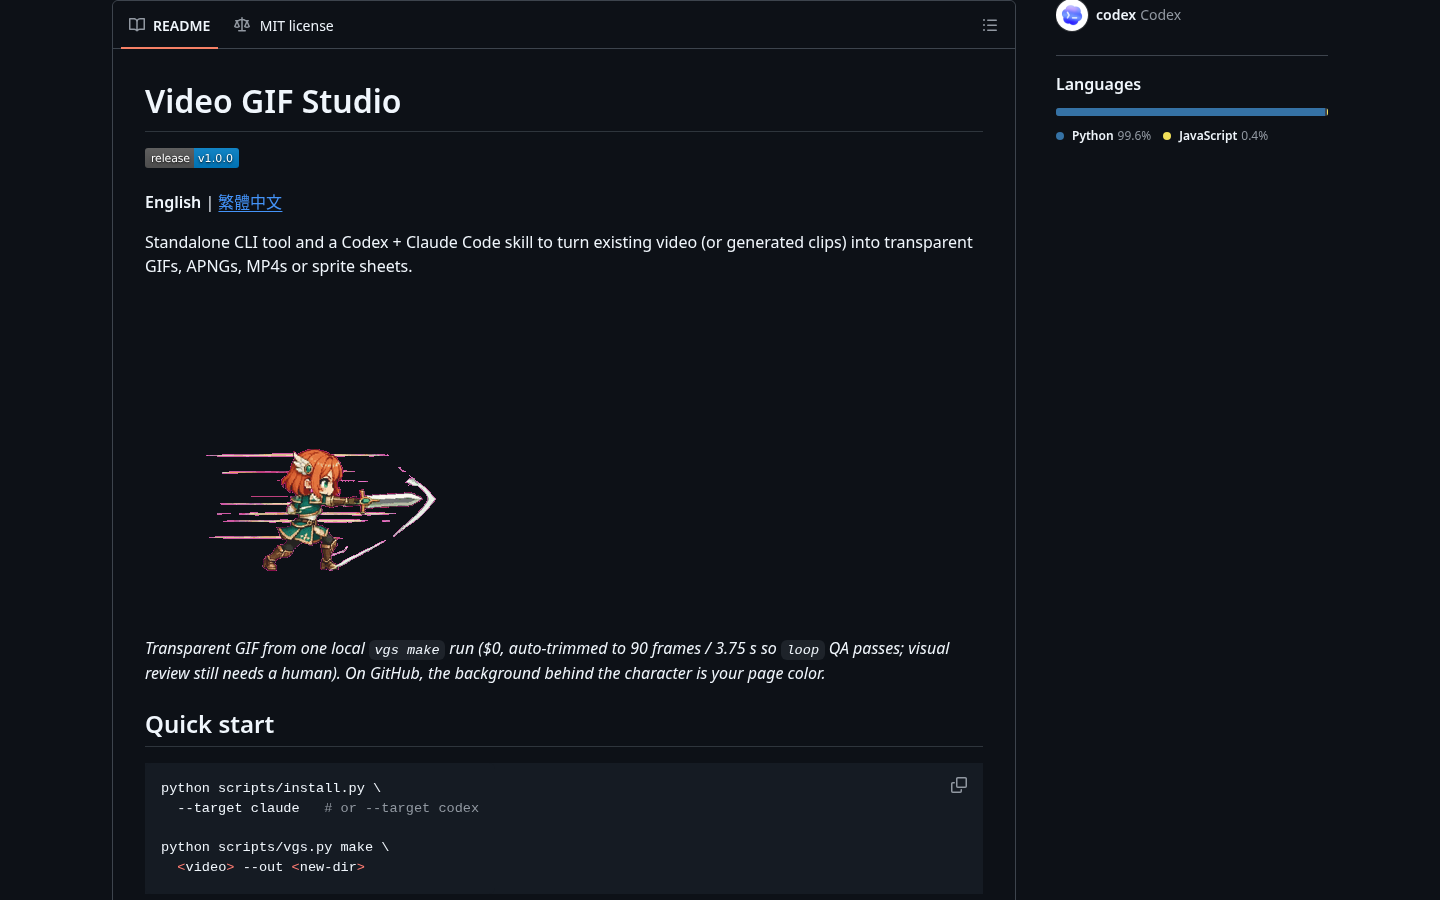 README
MIT license
codex Codex
Languages
Python 99.6% JavaScript 0.4%
Video GIF Studio
release v1.0.0
English | 繁體中文
Standalone CLI tool and a Codex + Claude Code skill to turn existing video (or generated clips) into transparent
GIFs, APNGs, MP4s or sprite sheets.
Transparent GIF from one local vgs make run ($0, auto-trimmed to 90 frames / 3.75 s so loop QA passes; visual
review still needs a human). On GitHub, the background behind the character is your page color.
Quick start
python scripts/install.py \
  --target claude   # or --target codex
python scripts/vgs.py make \
  <video> --out <new-dir>